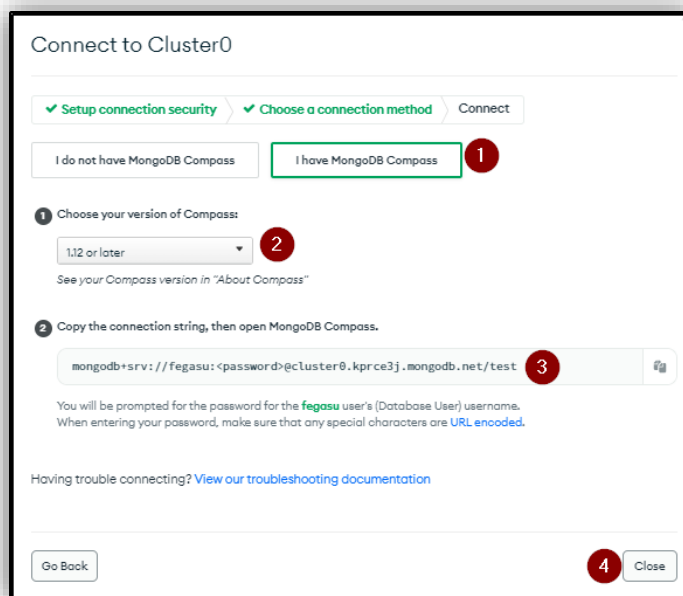 Connect to Cluster0
✔ Setup connection security ✔ Choose a connection method Connect
I do not have MongoDB Compass I have MongoDB Compass 1
1 Choose your version of Compass:
1.12 or later 2
See your Compass version in "About Compass"
2 Copy the connection string, then open MongoDB Compass.
mongodb+srv://fegasu:<password>@cluster0.kprce3j.mongodb.net/test 3
You will be prompted for the password for the fegasu user's (Database User) username.
When entering your password, make sure that any special characters are URL encoded.
Having trouble connecting? View our troubleshooting documentation
Go Back 4 Close